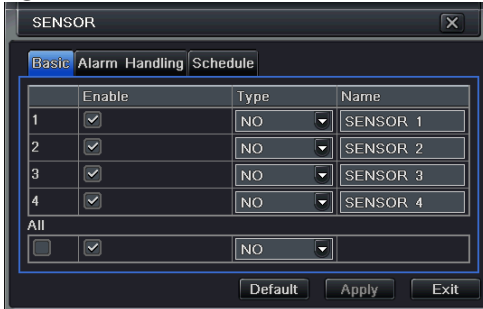 SENSOR
Basic Alarm Handling Schedule
Enable Type Name
1 NO SENSOR 1
2 NO SENSOR 2
3 NO SENSOR 3
4 NO SENSOR 4
All
NO
Default Apply Exit